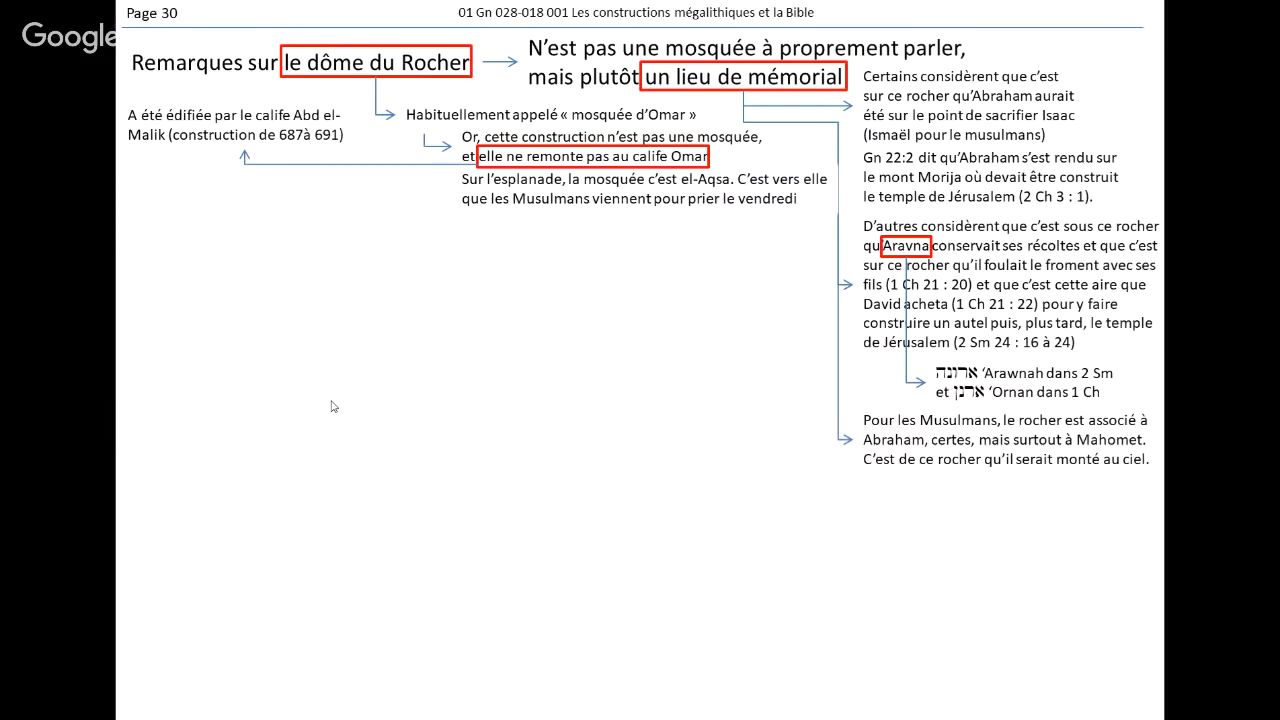 Google
Page 30
01 Gn 028-018 001 Les constructions mégalithiques et la Bible
Remarques sur le dôme du Rocher
N’est pas une mosquée à proprement parler,
mais plutôt un lieu de mémorial
A été édifiée par le calife Abd el-
Malik (construction de 687à 691)
Habituellement appelé « mosquée d’Omar »
Or, cette construction n’est pas une mosquée,
et elle ne remonte pas au calife Omar
Sur l’esplanade, la mosquée c’est el-Aqsa. C’est vers elle
que les Musulmans viennent pour prier le vendredi
Certains considèrent que c’est
sur ce rocher qu’Abraham aurait
été sur le point de sacrifier Isaac
(Ismaël pour le musulmans)
Gn 22:2 dit qu’Abraham s’est rendu sur
le mont Morija où devait être construit
le temple de Jérusalem (2 Ch 3 : 1).
D’autres considèrent que c’est sous ce rocher
qu’Aravna conservait ses récoltes et que c’est
sur ce rocher qu’il foulait le froment avec ses
fils (1 Ch 21 : 20) et que c’est cette aire que
David acheta (1 Ch 21 : 22) pour y faire
construire un autel puis, plus tard, le temple
de Jérusalem (2 Sm 24 : 16 à 24)
ארונה ‘Arawnah dans 2 Sm
et ארנן ‘Ornan dans 1 Ch
Pour les Musulmans, le rocher est associé à
Abraham, certes, mais surtout à Mahomet.
C’est de ce rocher qu’il serait monté au ciel.